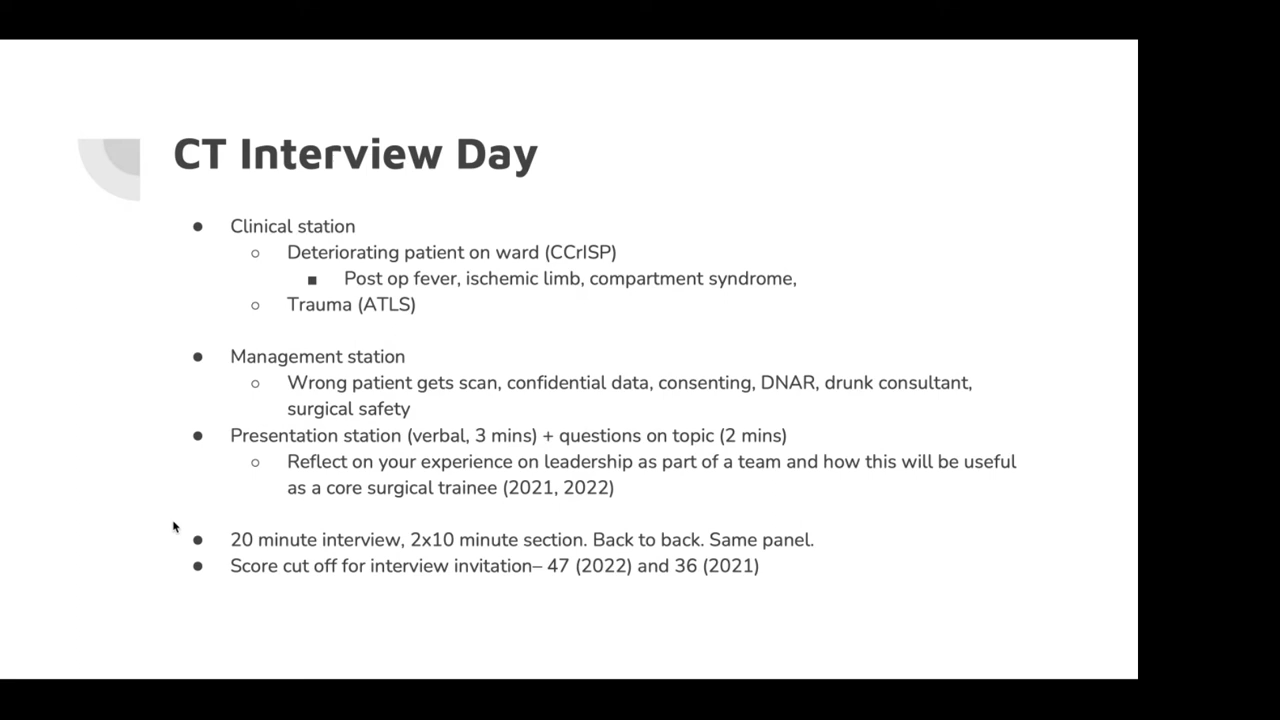 CT Interview Day
● Clinical station
○ Deteriorating patient on ward (CCrISP)
■ Post op fever, ischemic limb, compartment syndrome,
○ Trauma (ATLS)
● Management station
○ Wrong patient gets scan, confidential data, consenting, DNAR, drunk consultant,
surgical safety
● Presentation station (verbal, 3 mins) + questions on topic (2 mins)
○ Reflect on your experience on leadership as part of a team and how this will be useful
as a core surgical trainee (2021, 2022)
● 20 minute interview, 2x10 minute section. Back to back. Same panel.
● Score cut off for interview invitation– 47 (2022) and 36 (2021)